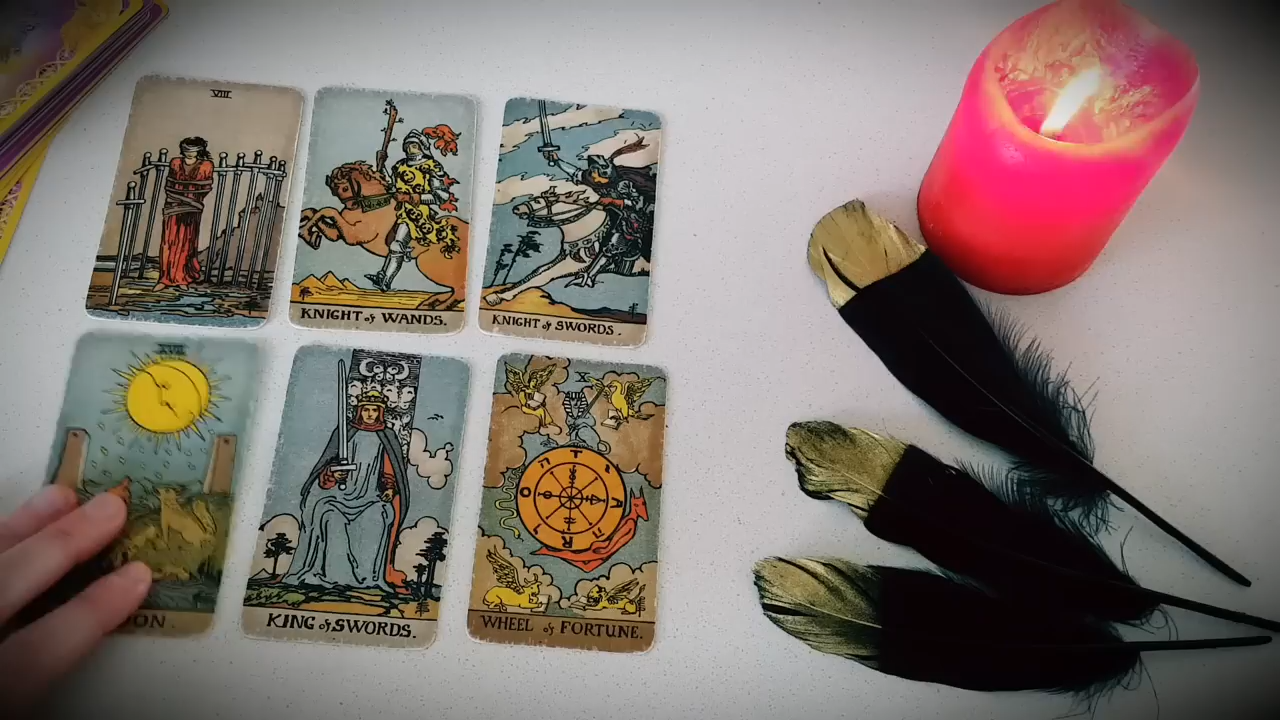 VIII
KNIGHT of WANDS.
KNIGHT of SWORDS.
KING of SWORDS.
X
T
A
R
O
WHEEL of FORTUNE.